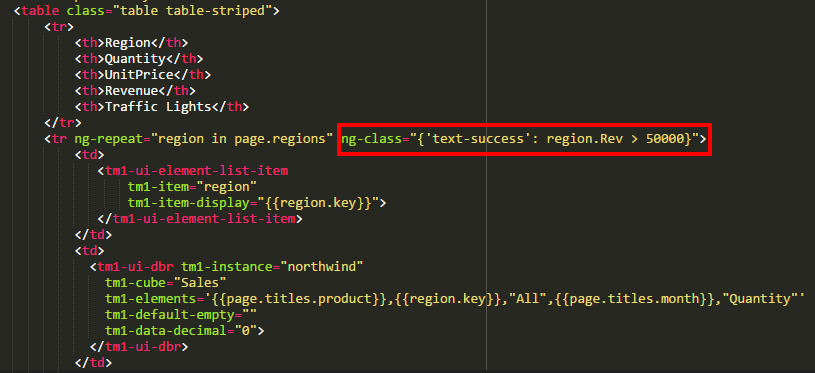 <table class="table table-striped">
<tr>
<th>Region</th>
<th>Quantity</th>
<th>UnitPrice</th>
<th>Revenue</th>
<th>Traffic Lights</th>
</tr>
<tr ng-repeat="region in page.regions" ng-class="{'text-success': region.Rev > 50000}">
<td>
<tm1-ui-element-list-item
tm1-item="region"
tm1-item-display="{{region.key}}">
</tm1-ui-element-list-item>
</td>
<td>
<tm1-ui-dbr tm1-instance="northwind"
tm1-cube="Sales"
tm1-elements='{{page.titles.product}},{{region.key}},"All",{{page.titles.month}},"Quantity"'
tm1-default-empty=""
tm1-data-decimal="0">
</tm1-ui-dbr>
</td>